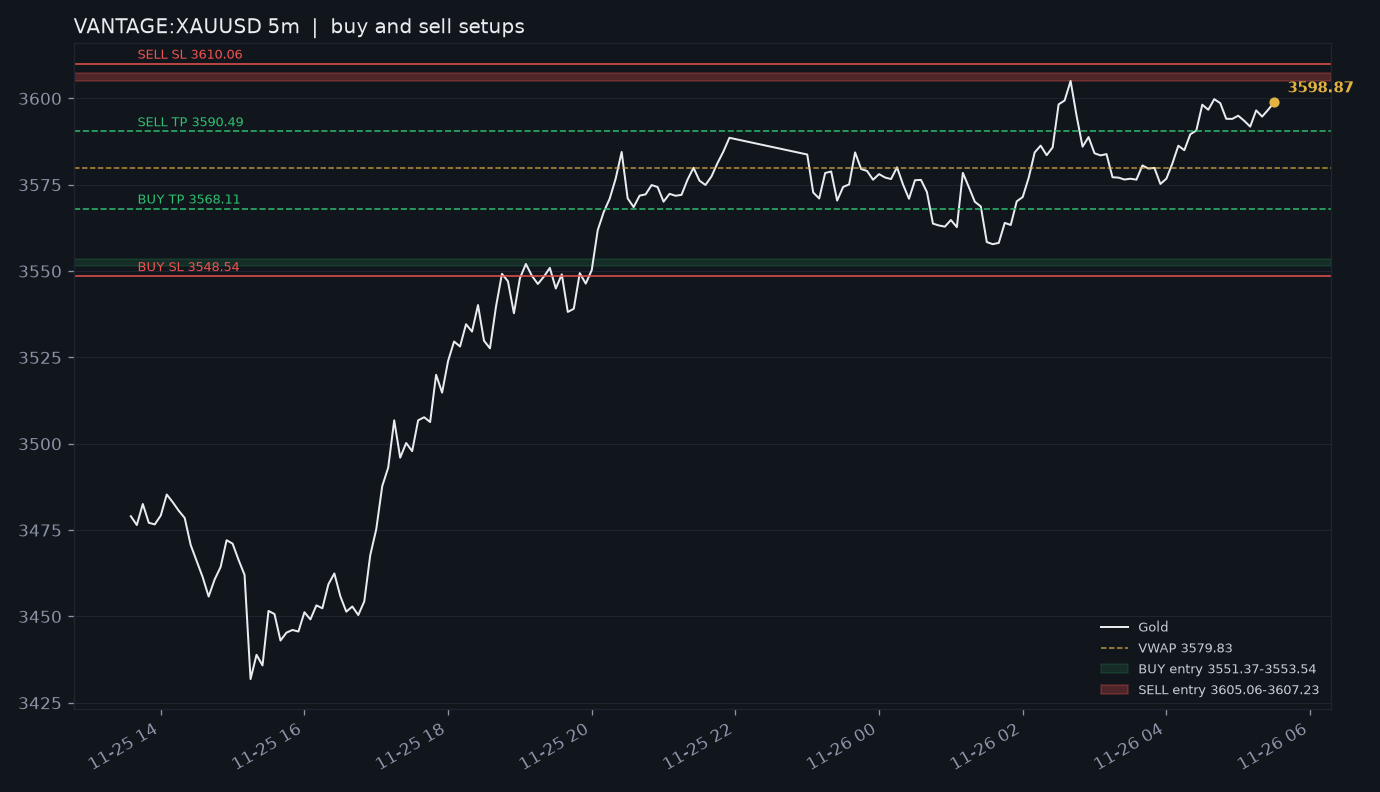 VANTAGE:XAUUSD 5m | buy and sell setups
SELL SL 3610.06
3598.87
3600
SELL TP 3590.49
3575
BUY TP 3568.11
BUY SL 3548.54
3550
3525
3500
3475
3450
3425
Gold
VWAP 3579.83
BUY entry 3551.37-3553.54
SELL entry 3605.06-3607.23
11-25 14
11-25 16
11-25 18
11-25 20
11-25 22
11-26 00
11-26 02
11-26 04
11-26 06